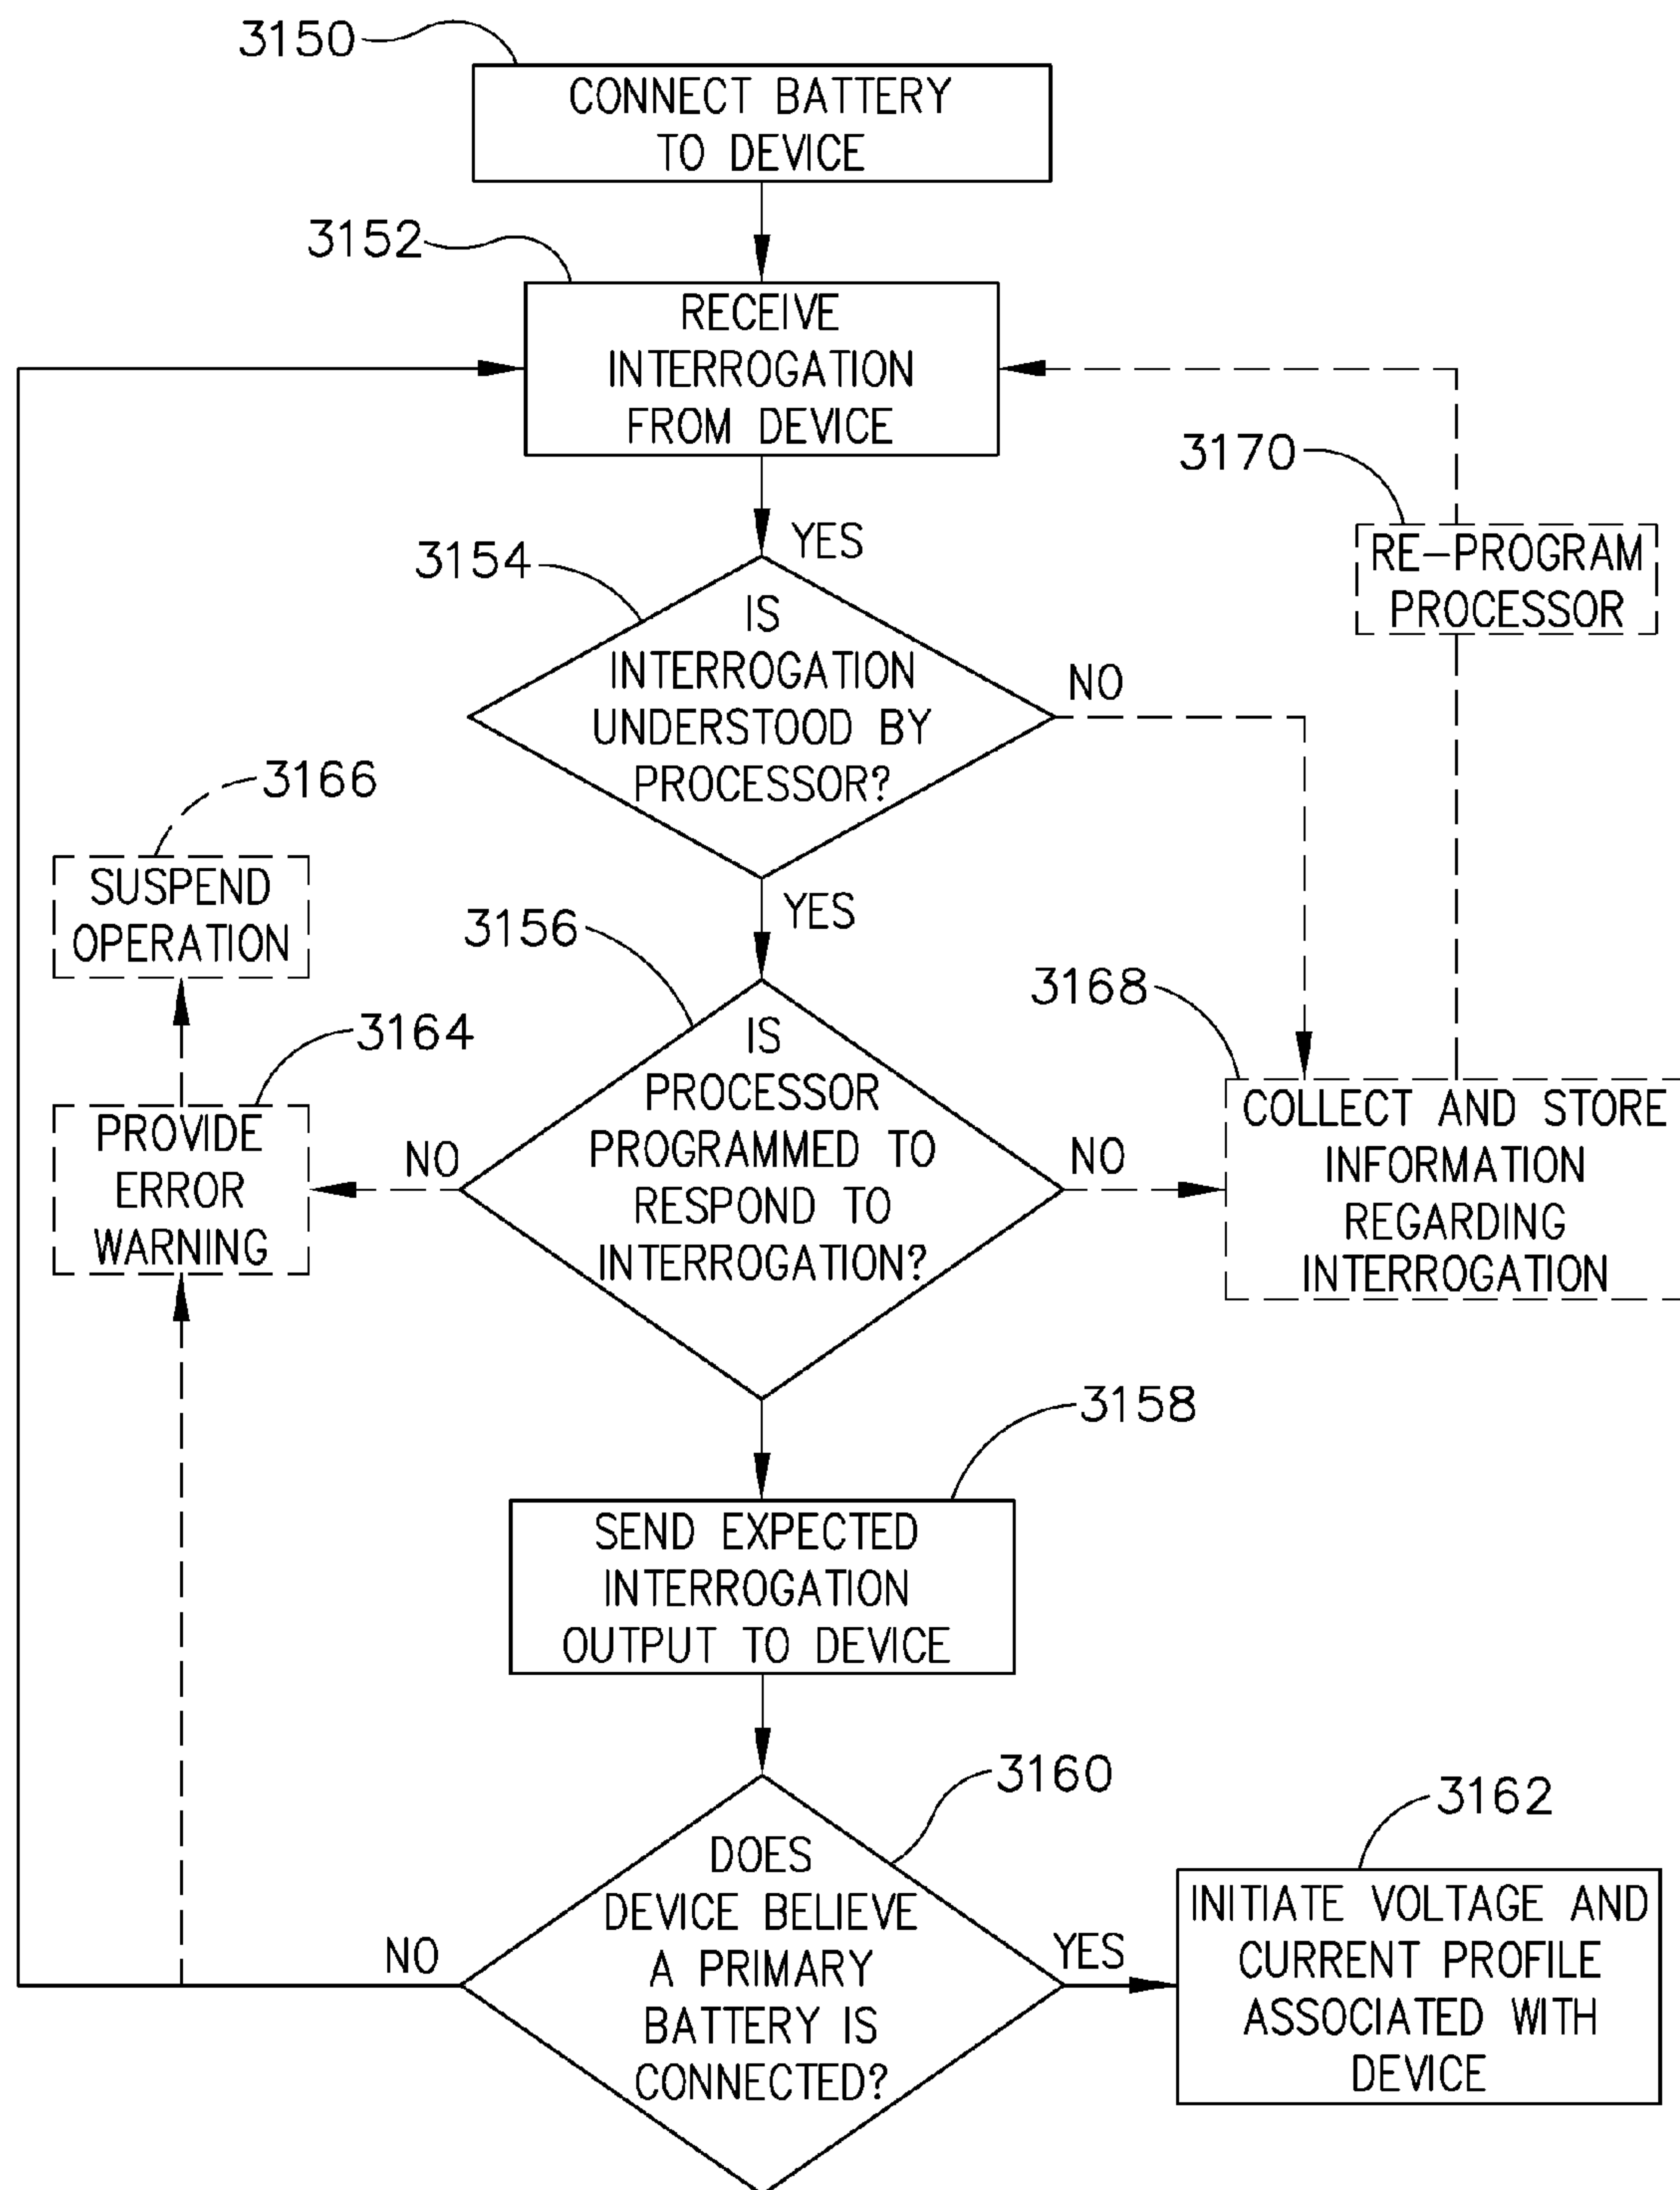 3150
CONNECT BATTERY
TO DEVICE
3152
RECEIVE
INTERROGATION
FROM DEVICE
3170
RE-PROGRAM
PROCESSOR
YES
3154
IS
INTERROGATION
UNDERSTOOD BY
PROCESSOR?
NO
3166
SUSPEND
OPERATION
YES
3156
IS
PROCESSOR
PROGRAMMED TO
RESPOND TO
INTERROGATION?
3164
PROVIDE
ERROR
WARNING
NO
NO
3168
COLLECT AND STORE
INFORMATION
REGARDING
INTERROGATION
3158
SEND EXPECTED
INTERROGATION
OUTPUT TO DEVICE
3160
DOES
DEVICE BELIEVE
A PRIMARY
BATTERY IS
CONNECTED?
NO
YES
3162
INITIATE VOLTAGE AND
CURRENT PROFILE
ASSOCIATED WITH
DEVICE